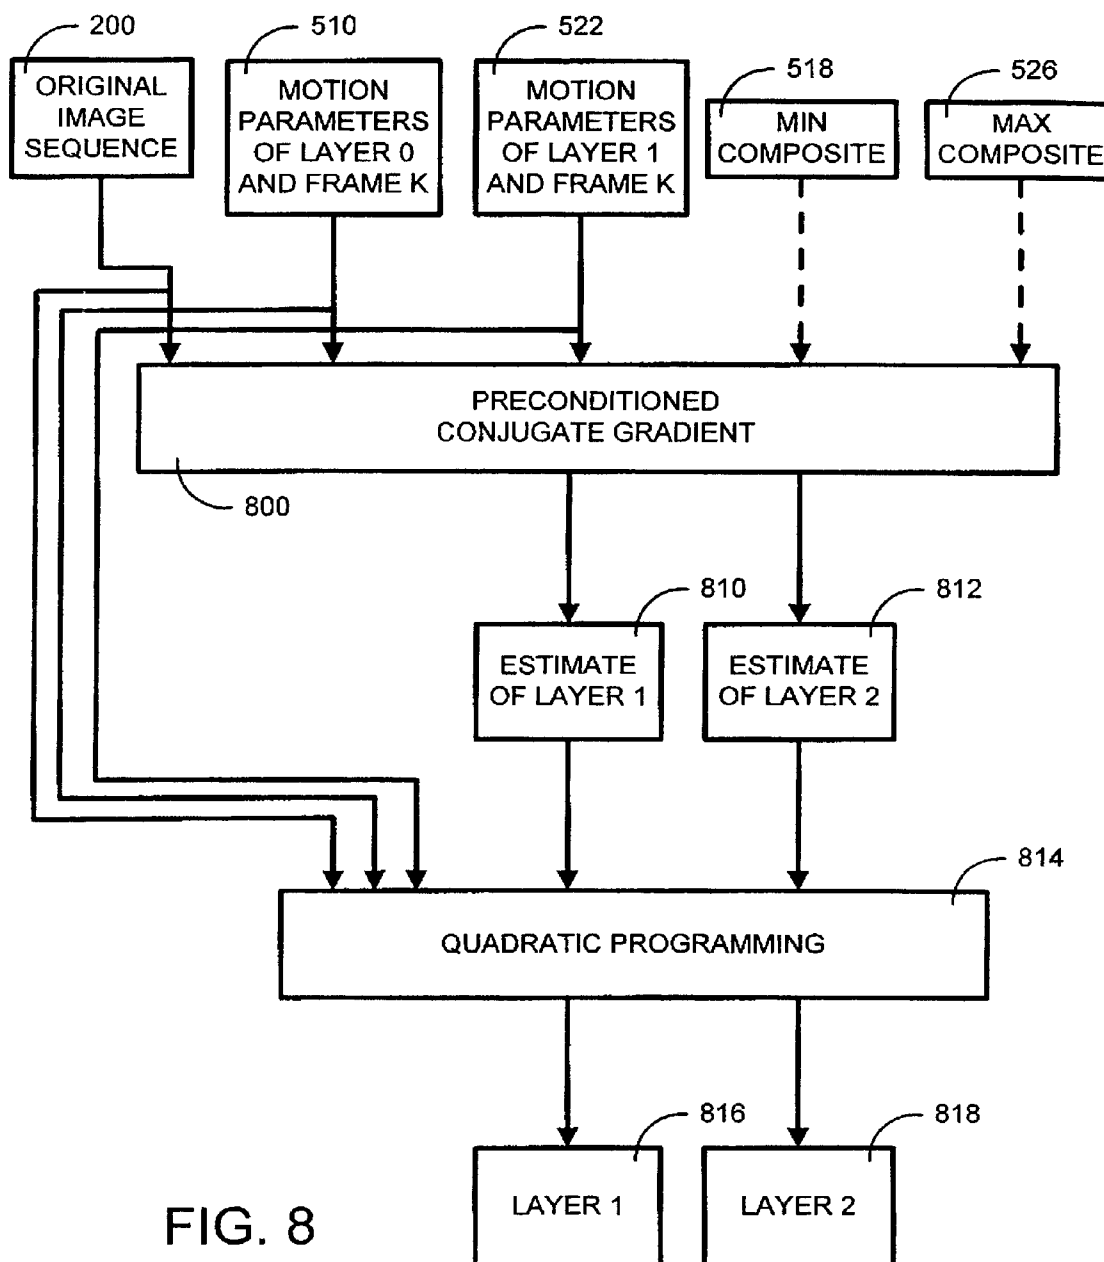 200
510
522
518
526
ORIGINAL
IMAGE
SEQUENCE
MOTION
PARAMETERS
OF LAYER 0
AND FRAME K
MOTION
PARAMETERS
OF LAYER 1
AND FRAME K
MIN
COMPOSITE
MAX
COMPOSITE
PRECONDITIONED
CONJUGATE GRADIENT
800
810
812
ESTIMATE
OF LAYER 1
ESTIMATE
OF LAYER 2
814
QUADRATIC PROGRAMMING
816
818
LAYER 1
LAYER 2
FIG. 8